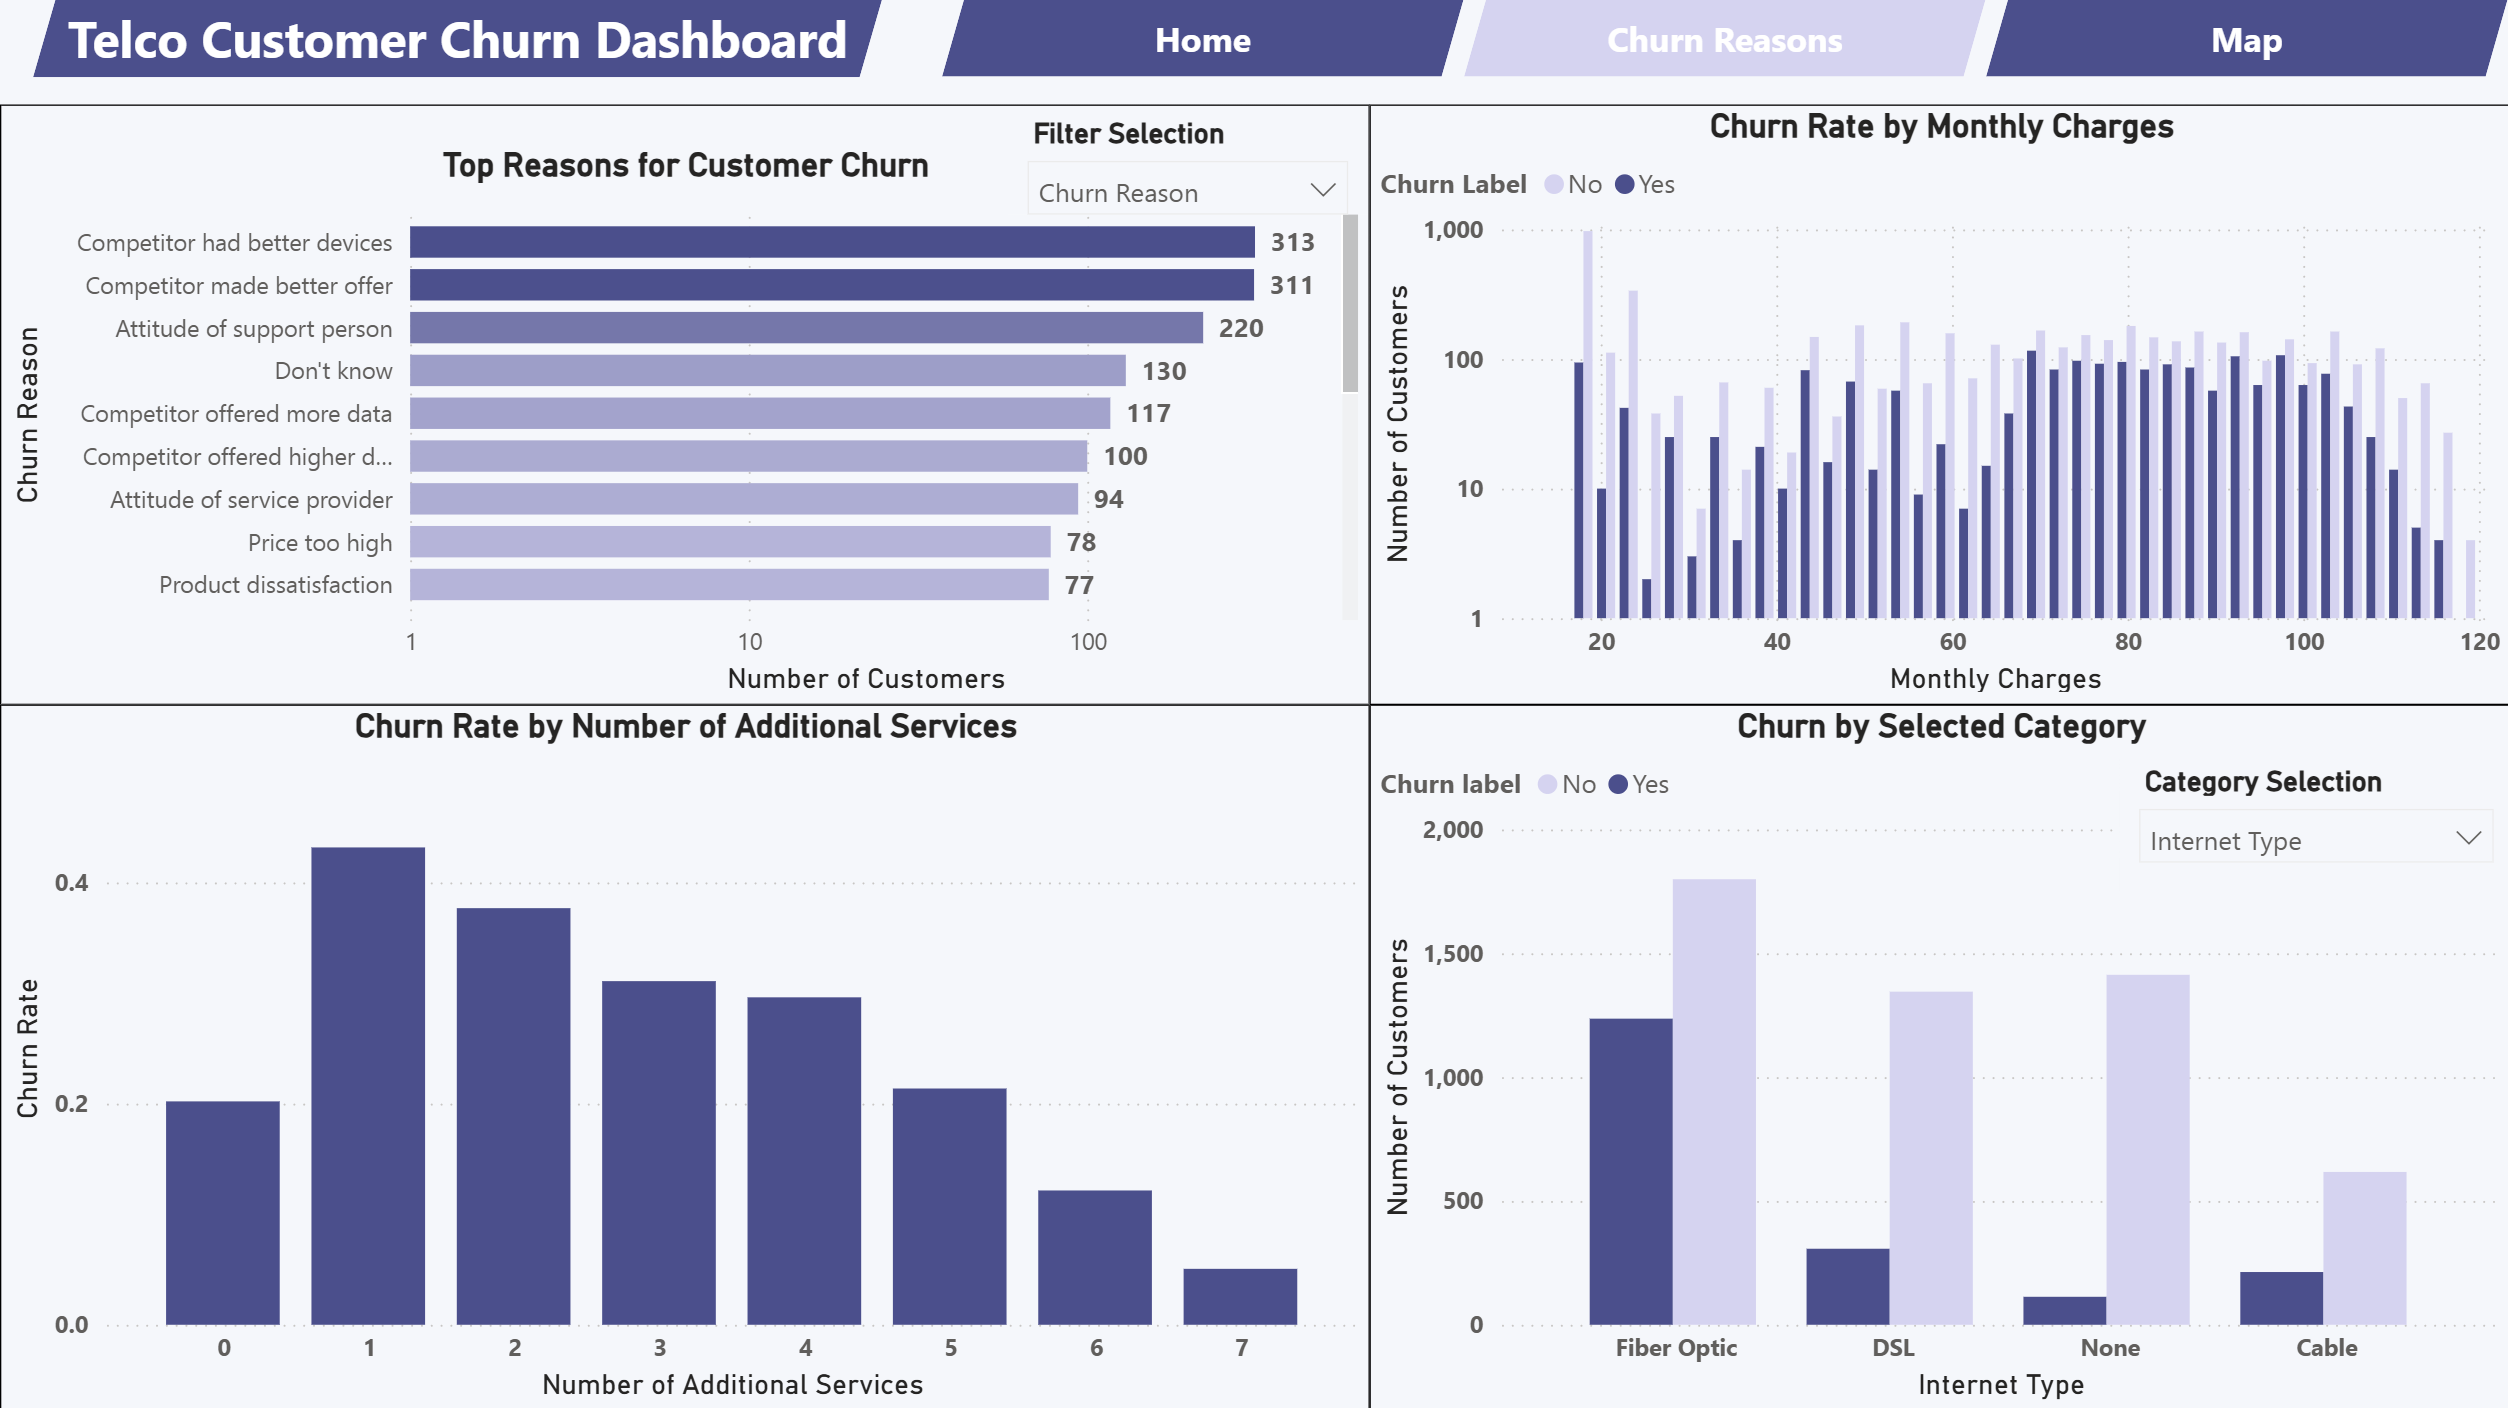 Telco Customer Churn Dashboard
Home
Churn Reasons
Map
Top Reasons for Customer Churn
Filter Selection
Churn Reason
Churn Reason
Competitor had better devices 313
Competitor made better offer 311
Attitude of support person 220
Don't know 130
Competitor offered more data 117
Competitor offered higher d... 100
Attitude of service provider 94
Price too high 78
Product dissatisfaction 77
1 10 100
Number of Customers
Churn Rate by Monthly Charges
Churn Label No Yes
Number of Customers
1,000
100
10
1
20 40 60 80 100 120
Monthly Charges
Churn Rate by Number of Additional Services
Churn Rate
0.4
0.2
0.0
0 1 2 3 4 5 6 7
Number of Additional Services
Churn by Selected Category
Churn label No Yes
Category Selection
Internet Type
Number of Customers
2,000
1,500
1,000
500
0
Fiber Optic DSL None Cable
Internet Type